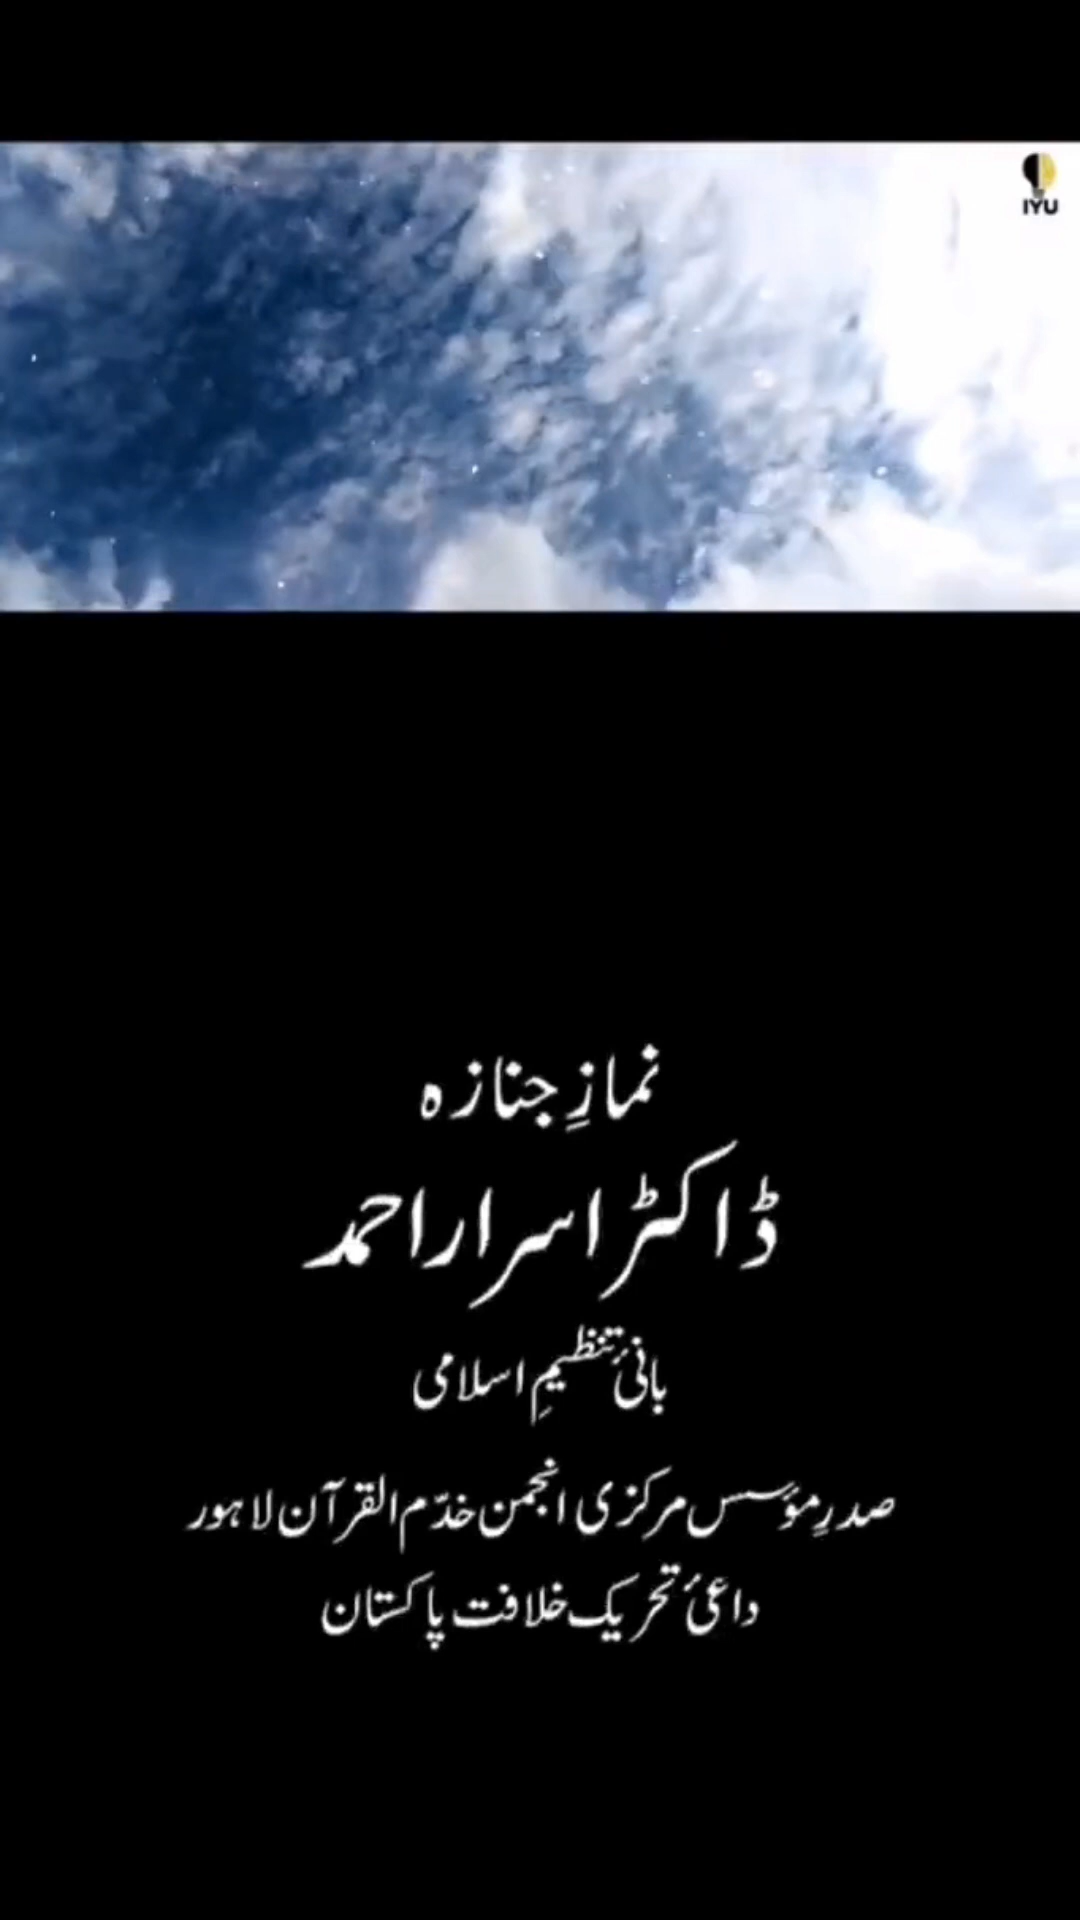 IYU
نمازِ جنازہ
ڈاکٹر اسرار احمد
بانیٔ تنظیمِ اسلامی
صدرِ مؤسس مرکزی انجمن خدّم القرآن لاہور
داعیٔ تحریک خلافت پاکستان